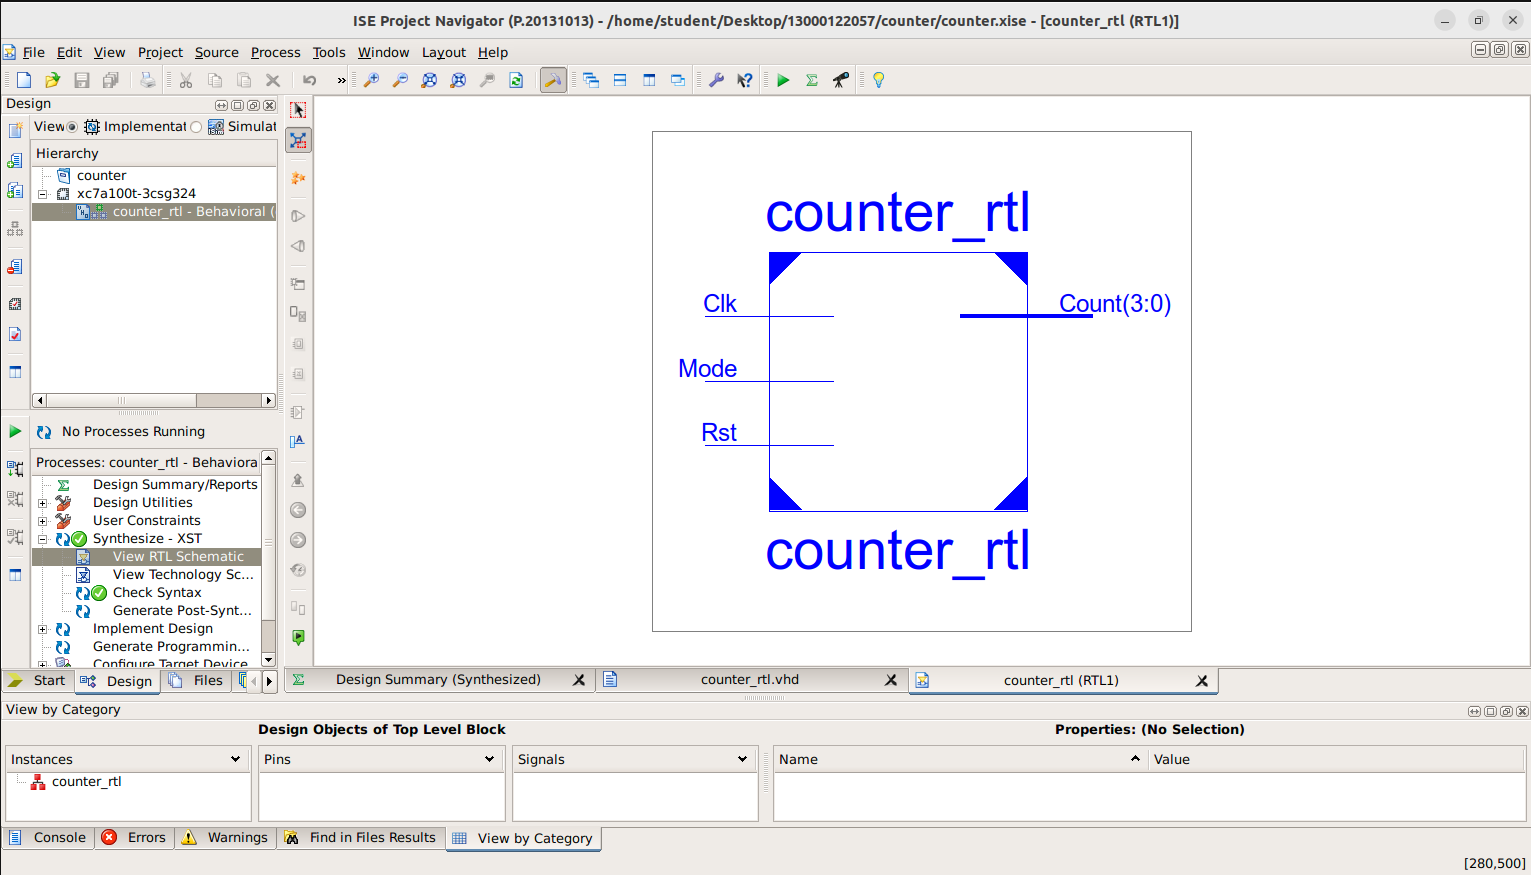 ISE Project Navigator (P.20131013) - /home/student/Desktop/13000122057/counter/counter.xise - [counter_rtl (RTL1)]
File Edit View Project Source Process Tools Window Layout Help
Design
View Implementat Simulat
Hierarchy
counter
xc7a100t-3csg324
counter_rtl - Behavioral (
No Processes Running
Processes: counter_rtl - Behaviora
Design Summary/Reports
Design Utilities
User Constraints
Synthesize - XST
View RTL Schematic
View Technology Sc...
Check Syntax
Generate Post-Synt...
Implement Design
Generate Programmin...
Configure Target Device
Start Design Files
counter_rtl
Clk
Count(3:0)
Mode
Rst
counter_rtl
Design Summary (Synthesized) counter_rtl.vhd counter_rtl (RTL1)
View by Category
Design Objects of Top Level Block
Properties: (No Selection)
Instances Pins Signals Name Value
counter_rtl
Console Errors Warnings Find in Files Results View by Category
[280,500]